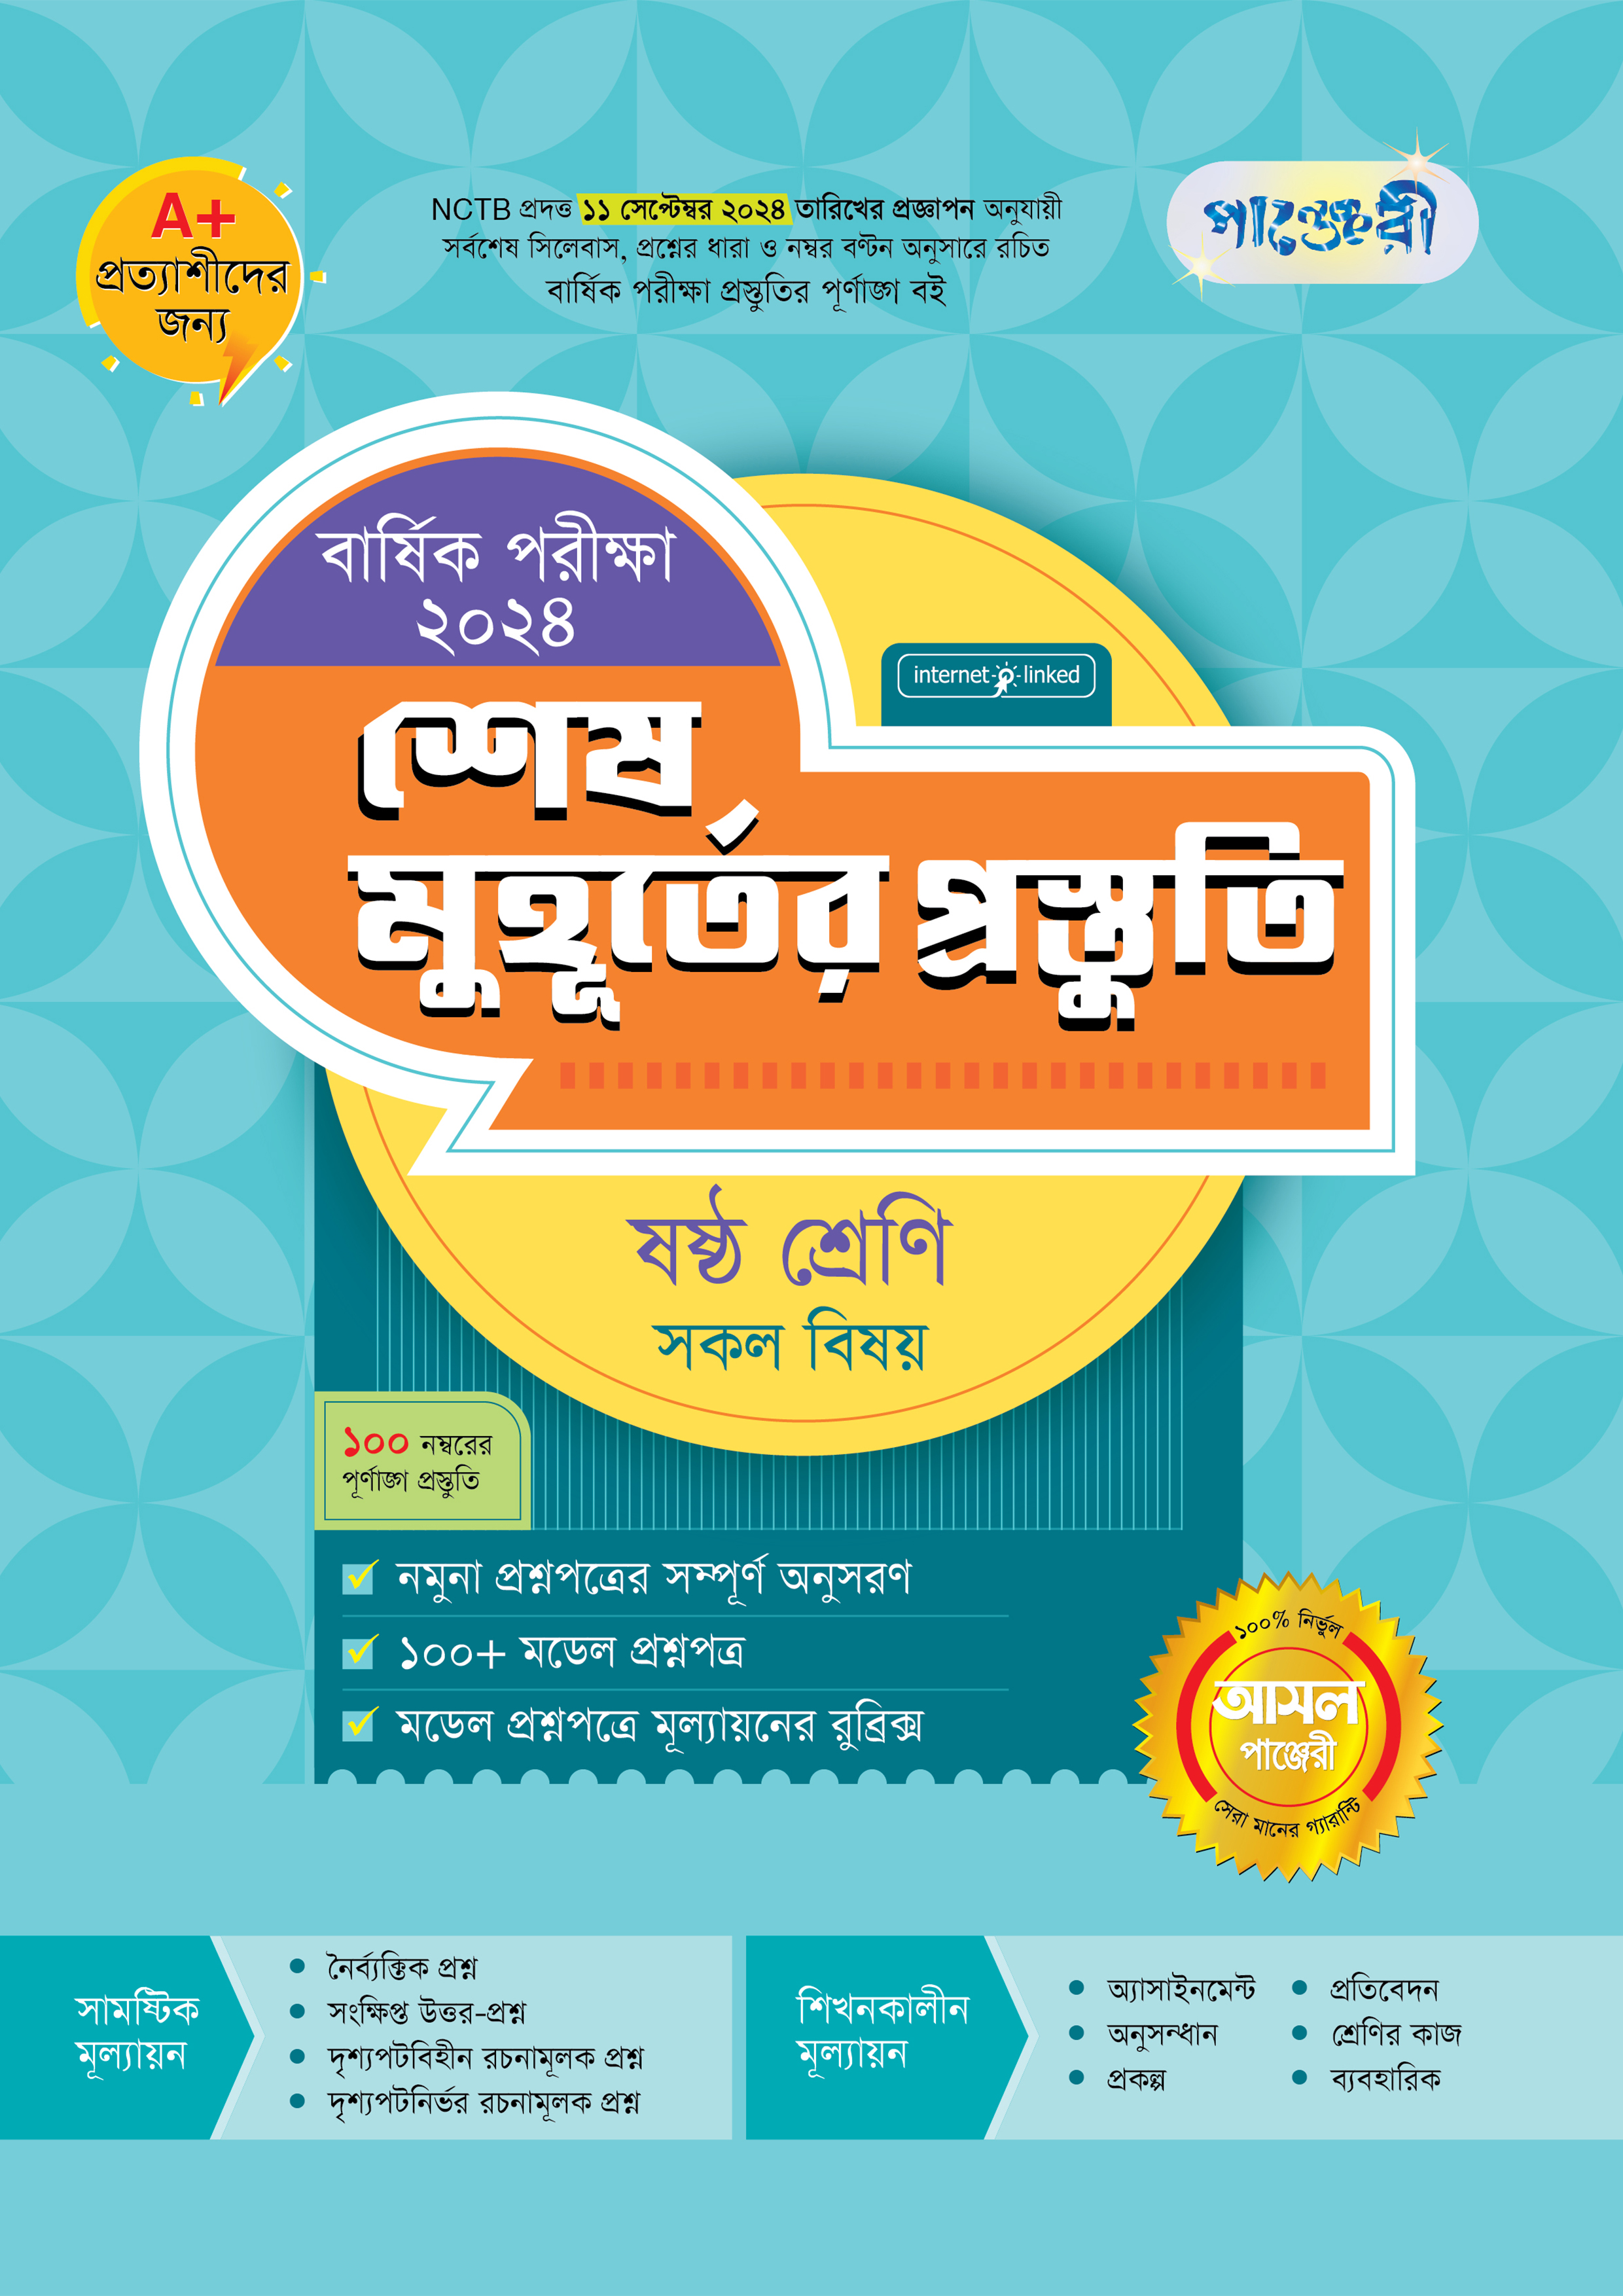 A+
প্রত্যাশীদের
জন্য
NCTB প্রদত্ত ১১ সেপ্টেম্বর ২০২৪ তারিখের প্রজ্ঞাপন অনুযায়ী
সর্বশেষ সিলেবাস, প্রশ্নের ধারা ও নম্বর বণ্টন অনুসারে রচিত
বার্ষিক পরীক্ষা প্রস্তুতির পূর্ণাঙ্গ বই
পাঞ্জেরী
বার্ষিক পরীক্ষা
২০২৪
internet-linked
শেষ
মুহূর্তের প্রস্তুতি
ষষ্ঠ শ্রেণি
সকল বিষয়
১০০ নম্বরের
পূর্ণাঙ্গ প্রস্তুতি
নমুনা প্রশ্নপত্রের সম্পূর্ণ অনুসরণ
১০০+ মডেল প্রশ্নপত্র
মডেল প্রশ্নপত্রে মূল্যায়নের রুব্রিক্স
১০০% নির্ভুল
আসল
পাঞ্জেরী
সেরা মানের গ্যারান্টি
সামষ্টিক
মূল্যায়ন
নৈর্ব্যক্তিক প্রশ্ন
সংক্ষিপ্ত উত্তর-প্রশ্ন
দৃশ্যপটবিহীন রচনামূলক প্রশ্ন
দৃশ্যপটনির্ভর রচনামূলক প্রশ্ন
শিখনকালীন
মূল্যায়ন
অ্যাসাইনমেন্ট
অনুসন্ধান
প্রকল্প
প্রতিবেদন
শ্রেণির কাজ
ব্যবহারিক